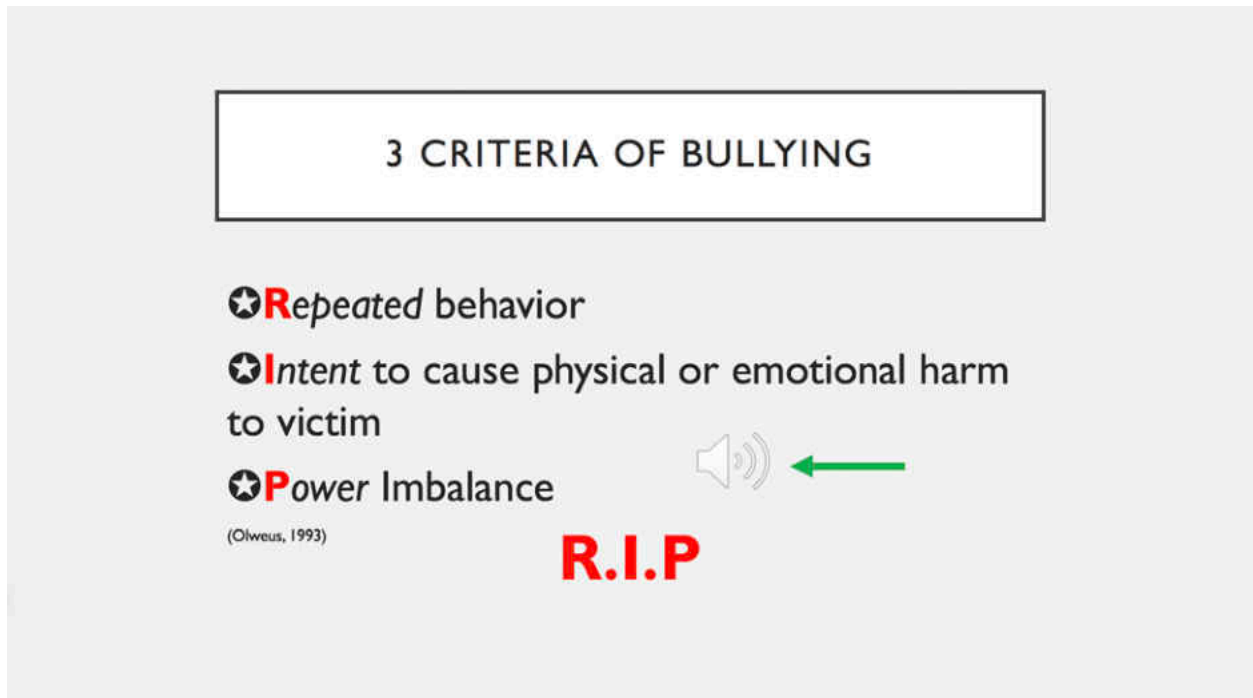 3 CRITERIA OF BULLYING
✪Repeated behavior
✪Intent to cause physical or emotional harm
to victim
✪Power Imbalance
(Olweus, 1993)
R.I.P